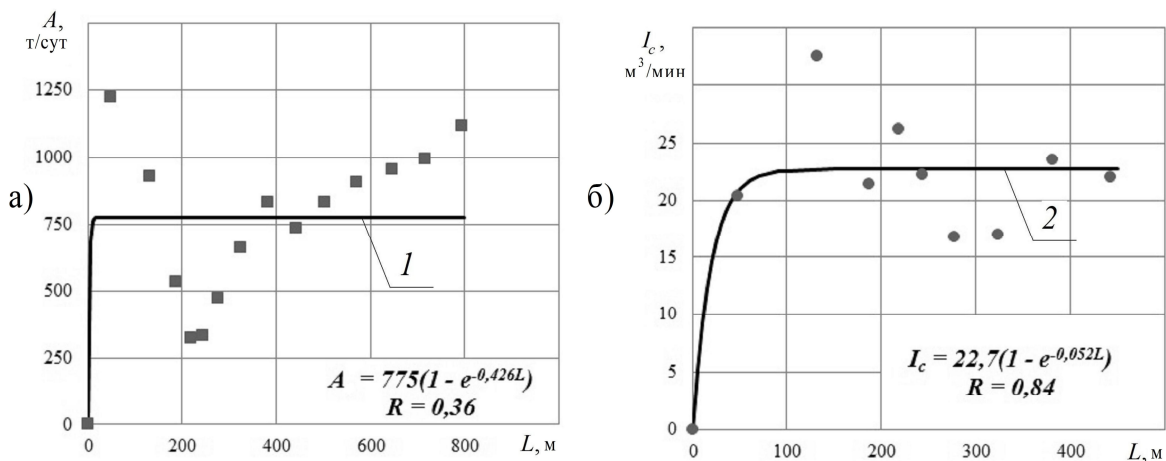 а)
A,
т/сут
1250
1000
750
500
250
0
0
200
400
600
800
L, м
1
A = 775(1 - e^-0,426L)
R = 0,36
б)
I_c,
м³/мин
25
20
15
10
5
0
0
100
200
300
400
L, м
2
I_c = 22,7(1 - e^-0,052L)
R = 0,84